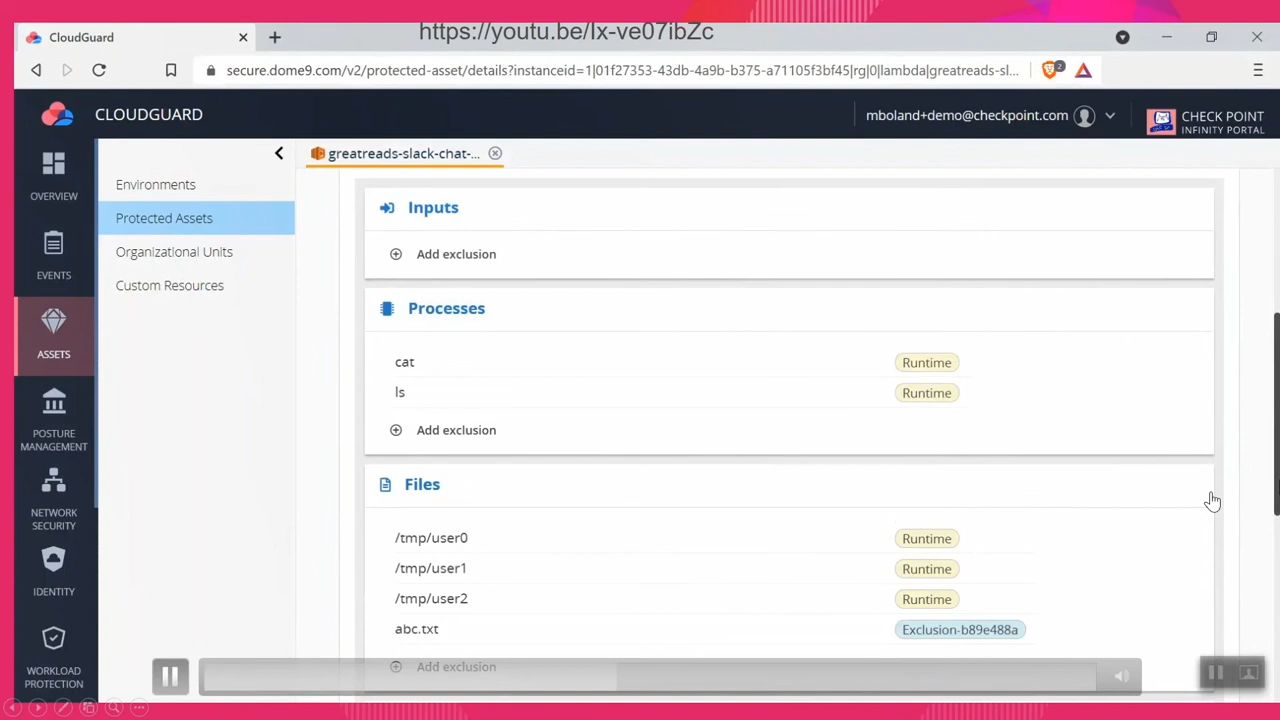 https://youtu.be/Ix-ve07ibZc
CloudGuard
secure.dome9.com/v2/protected-asset/details?instanceid=1|01f27353-43db-4a9b-b375-a71105f3bf45|rg|0|lambda|greatreads-sl...
2
CLOUDGUARD
mboland+demo@checkpoint.com
CHECK POINT
INFINITY PORTAL
OVERVIEW
EVENTS
ASSETS
POSTURE
MANAGEMENT
NETWORK
SECURITY
IDENTITY
WORKLOAD
PROTECTION
Environments
Protected Assets
Organizational Units
Custom Resources
greatreads-slack-chat-...
Inputs
Add exclusion
Processes
cat Runtime
ls Runtime
Add exclusion
Files
/tmp/user0 Runtime
/tmp/user1 Runtime
/tmp/user2 Runtime
abc.txt Exclusion-b89e488a
Add exclusion